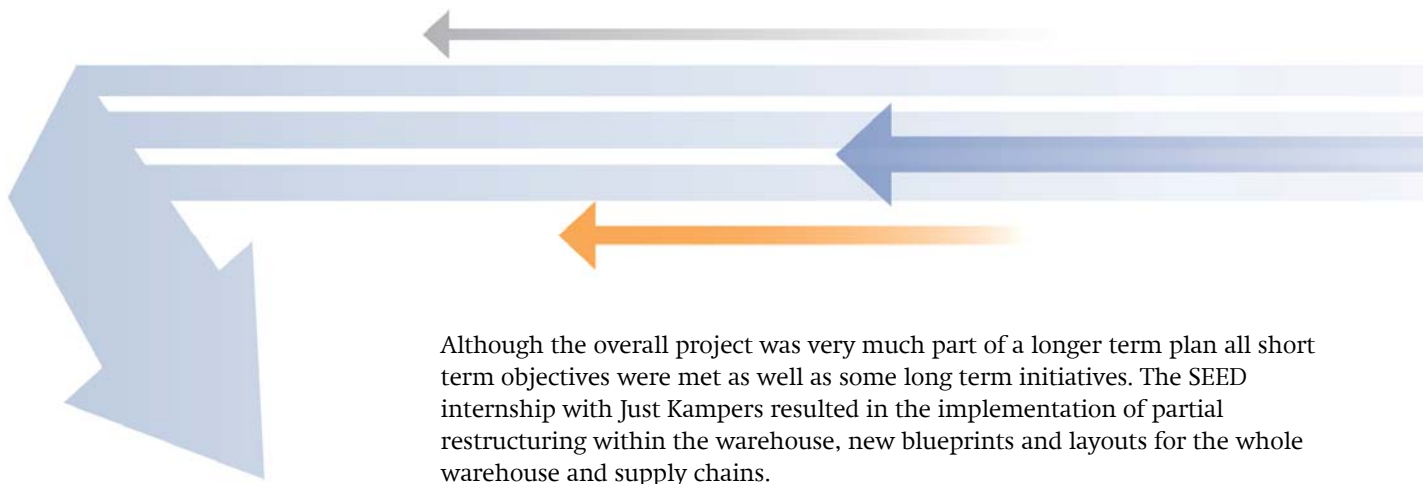 Although the overall project was very much part of a longer term plan all short
term objectives were met as well as some long term initiatives. The SEED
internship with Just Kampers resulted in the implementation of partial
restructuring within the warehouse, new blueprints and layouts for the whole
warehouse and supply chains.